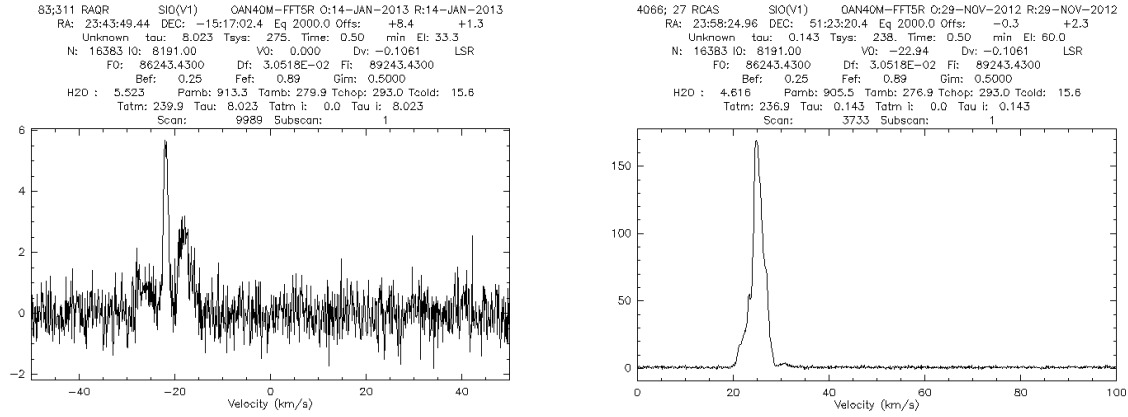 83;311 RAQR SIO(V1) OAN40M-FFT5R O:14-JAN-2013 R:14-JAN-2013
RA: 23:43:49.44 DEC: -15:17:02.4 Eq 2000.0 Offs: +8.4 +1.3
Unknown tau: 8.023 Tsys: 275. Time: 0.50 min El: 33.3
N: 16383 I0: 8191.00 V0: 0.000 Dv: -0.1061 LSR
F0: 86243.4300 Df: 3.0518E-02 Fi: 89243.4300
Bef: 0.25 Fef: 0.89 Gim: 0.5000
H2O : 5.523 Pamb: 913.3 Tamb: 279.9 Tchop: 293.0 Tcold: 15.6
Tatm: 239.9 Tau: 8.023 Tatm i: 0.0 Tau i: 8.023
Scan: 9989 Subscan: 1
6
4
2
0
-2
-40 -20 0 20 40
Velocity (km/s)
4066; 27 RCAS SIO(V1) OAN40M-FFT5R O:29-NOV-2012 R:29-NOV-2012
RA: 23:58:24.96 DEC: 51:23:20.4 Eq 2000.0 Offs: -0.3 +2.3
Unknown tau: 0.143 Tsys: 238. Time: 0.50 min El: 60.0
N: 16383 I0: 8191.00 V0: -22.94 Dv: -0.1061 LSR
F0: 86243.4300 Df: 3.0518E-02 Fi: 89243.4300
Bef: 0.25 Fef: 0.89 Gim: 0.5000
H2O : 4.616 Pamb: 905.5 Tamb: 276.9 Tchop: 293.0 Tcold: 15.6
Tatm: 236.9 Tau: 0.143 Tatm i: 0.0 Tau i: 0.143
Scan: 3733 Subscan: 1
150
100
50
0
0 20 40 60 80 100
Velocity (km/s)